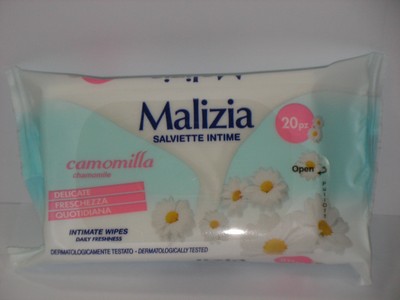 Malizia
SALVIETTE INTIME
20pz
camomilla
chamomile
Open
DELICATE
FRESCHEZZA
QUOTIDIANA
INTIMATE WIPES
DAILY FRESHNESS
DERMATOLOGICAMENTE TESTATO - DERMATOLOGICALLY TESTED